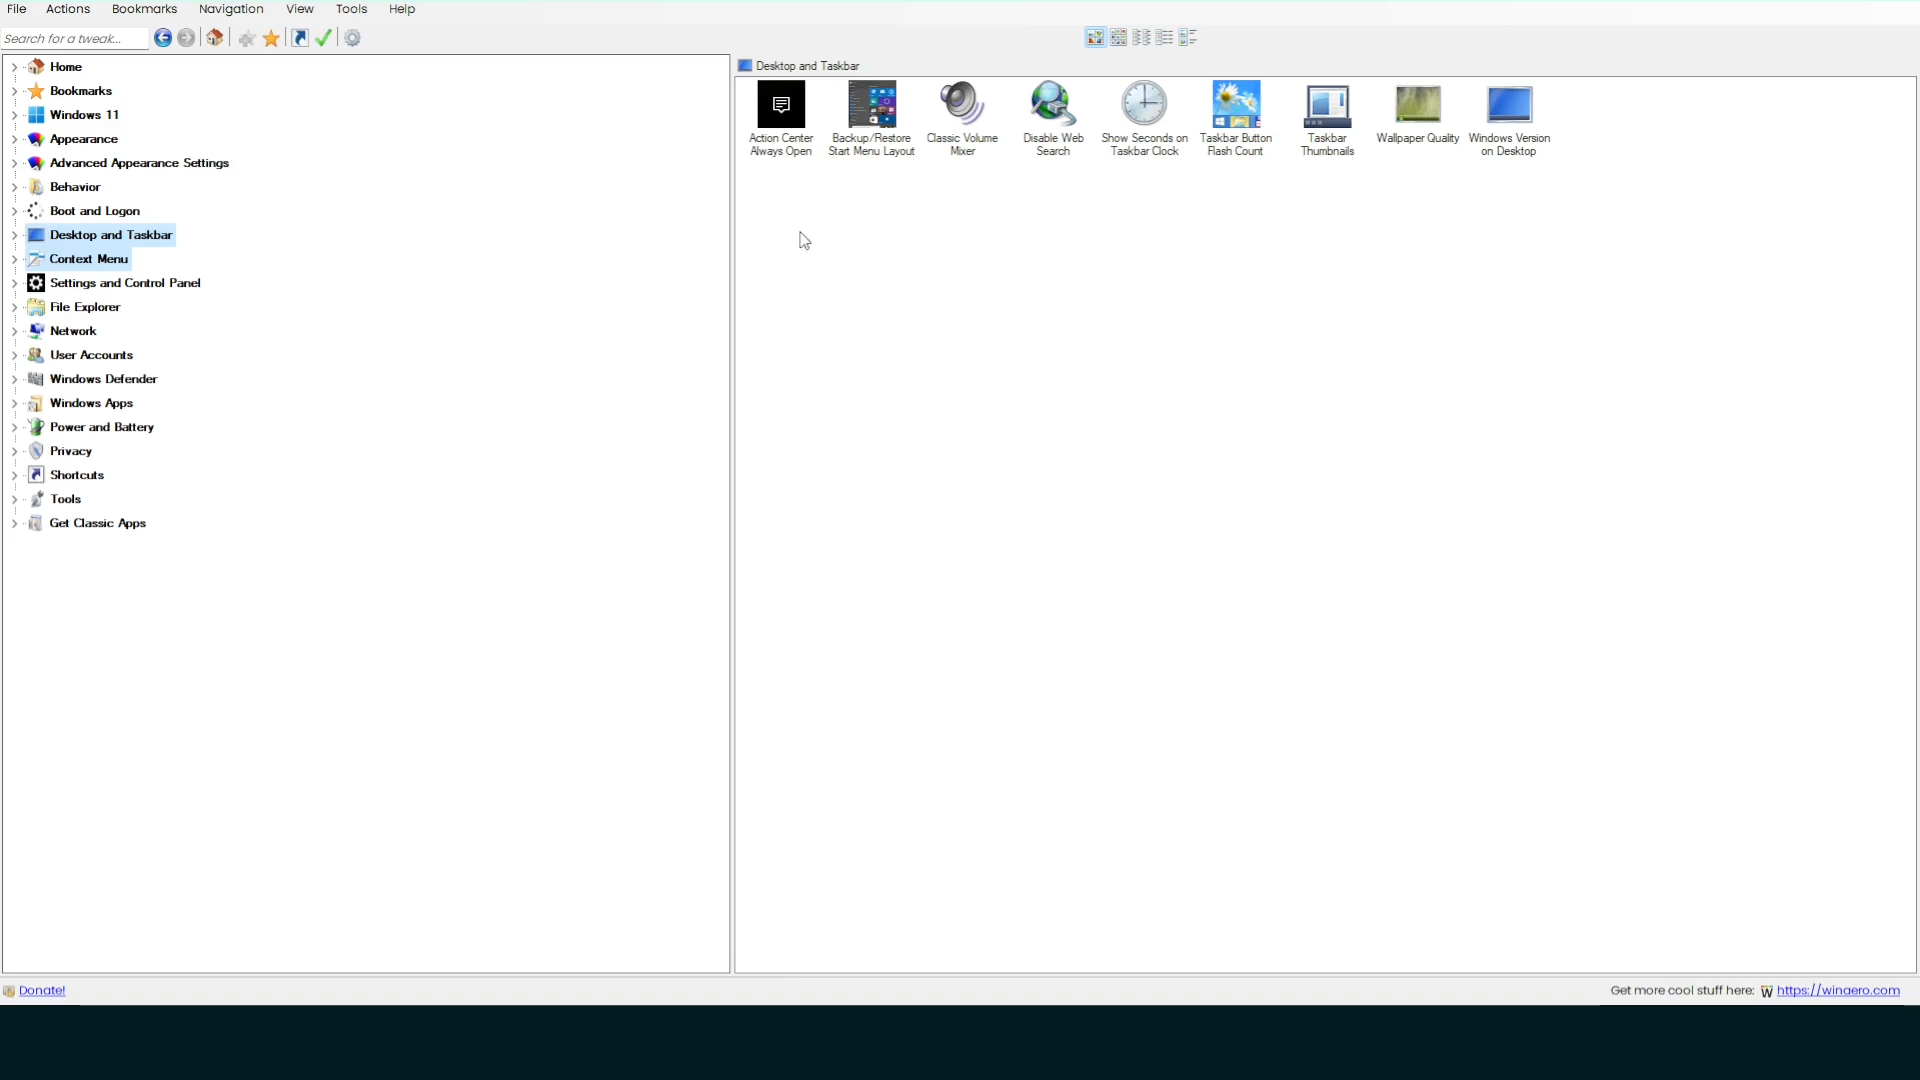 File Actions Bookmarks Navigation View Tools Help
Search for a tweak...
Home
Bookmarks
Windows 11
Appearance
Advanced Appearance Settings
Behavior
Boot and Logon
Desktop and Taskbar
Context Menu
Settings and Control Panel
File Explorer
Network
User Accounts
Windows Defender
Windows Apps
Power and Battery
Privacy
Shortcuts
Tools
Get Classic Apps
Desktop and Taskbar
Action Center
Always Open
Backup/Restore
Start Menu Layout
Classic Volume
Mixer
Disable Web
Search
Show Seconds on
Taskbar Clock
Taskbar Button
Flash Count
Taskbar
Thumbnails
Wallpaper Quality
Windows Version
on Desktop
Donate!
Get more cool stuff here: W https://winaero.com